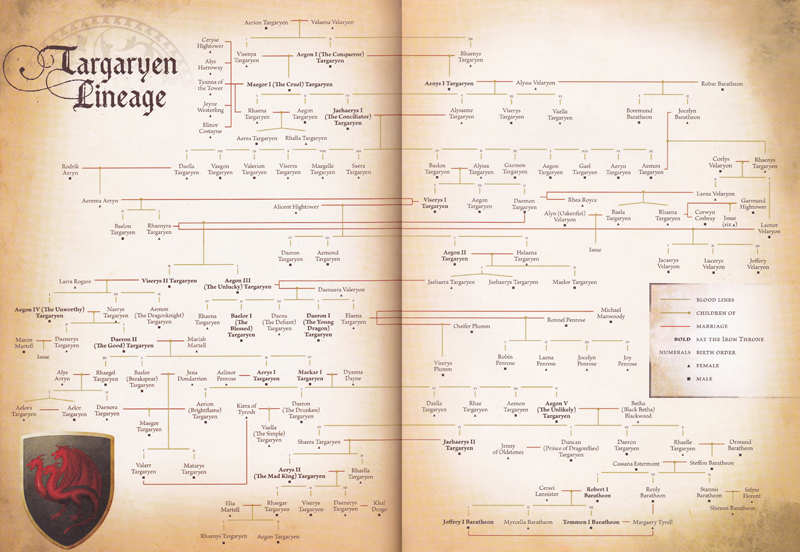 Targaryen
Lineage
Aerion Targaryen
Valaena Velaryon
Ceryse
Hightower
Alys
Harroway
Tyanna of
the Tower
Jeyne
Westerling
Elinor
Costayne
Visenya
Targaryen
Aegon I (The Conqueror)
Targaryen
Rhaenys
Targaryen
Maegor I (The Cruel) Targaryen
Aenys I Targaryen
Alyssa Velaryon
Robar Baratheon
Rhaena
Targaryen
Aegon
Targaryen
Jaehaerys I
(The Conciliator)
Targaryen
Alysanne
Targaryen
Viserys
Targaryen
Vaella
Targaryen
Boremund
Baratheon
Jocelyn
Baratheon
Aerea Targaryen
Rhalla Targaryen
Rodrik
Arryn
Daella
Targaryen
Vaegon
Targaryen
Valerion
Targaryen
Viserra
Targaryen
Maegelle
Targaryen
Saera
Targaryen
Baelon
Targaryen
Alyssa
Targaryen
Gaemon
Targaryen
Aegon
Targaryen
Gael
Targaryen
Aeryn
Targaryen
Aemon
Targaryen
Corlys
Velaryon
Rhaenys
Targaryen
Aemma Arryn
Alicent Hightower
Viserys I
Targaryen
Aegon
Targaryen
Daemon
Targaryen
Rhea Royce
Laena Velaryon
Garmund
Hightower
Baelon
Targaryen
Rhaenyra
Targaryen
Alyn (Oakenfist)
Velaryon
Baela
Targaryen
Rhaena
Targaryen
Corwyn
Corbray
Issue
(six)
Laenor
Velaryon
Issue
Daeron
Targaryen
Aemond
Targaryen
Aegon II
Targaryen
Helaena
Targaryen
Jacaerys
Velaryon
Lucerys
Velaryon
Joffery
Velaryon
Larra Rogare
Viserys II Targaryen
Aegon III
(The Unlucky) Targaryen
Danaera Valeryon
Jaehaera Targaryen
Jaehaerys Targaryen
Maelor Targaryen
Aegon IV (The Unworthy)
Targaryen
Naerys
Targaryen
Aemon
(The Dragonknight)
Targaryen
Rhaena
Targaryen
Baelor I
(The
Blessed)
Targaryen
Daena
(The Defiant)
Targaryen
Daeron I
(The Young
Dragon)
Targaryen
Elaena
Targaryen
Michael
Manwoody
Ronnel Penrose
Ossifer Plumm
Maron
Martell
Daenerys
Targaryen
Issue
Daeron II
(The Good) Targaryen
Mariah
Martell
Viserys
Plumm
Robin
Penrose
Laena
Penrose
Jocelyn
Penrose
Joy
Penrose
Alys
Arryn
Rhaegel
Targaryen
Baelor
(Breakspear)
Targaryen
Jena
Dondarrion
Aelinor
Penrose
Aerys I
Targaryen
Maekar I
Targaryen
Dyanna
Dayne
Aelora
Targaryen
Aelor
Targaryen
Daenora
Targaryen
Aerion
(Brightflame)
Targaryen
Kiera of
Tyrosh
Daeron
(The Drunken)
Targaryen
Daella
Targaryen
Rhae
Targaryen
Aemon
Targaryen
Aegon V
(The Unlikely)
Targaryen
Betha
(Black Betha)
Blackwood
Maegor
Targaryen
Vaella
(The Simple)
Targaryen
Valarr
Targaryen
Matarys
Targaryen
Shaera Targaryen
Jaehaerys II
Targaryen
Jenny
of Oldstones
Duncan
(Prince of Dragonflies)
Targaryen
Daeron
Targaryen
Rhaelle
Targaryen
Ormund
Baratheon
Aerys II
(The Mad King) Targaryen
Rhaella
Targaryen
Cassana Estermont
Steffon Baratheon
Elia
Martell
Rhaegar
Targaryen
Viserys
Targaryen
Daenerys
Targaryen
Khal
Drogo
Cersei
Lannister
Robert I
Baratheon
Renly
Baratheon
Stannis
Baratheon
Selyse
Florent
Shireen Baratheon
Rhaenys Targaryen
Aegon Targaryen
Joffrey I Baratheon
Myrcella Baratheon
Tommen I Baratheon
Margaery Tyrell
BLOOD LINES
CHILDREN OF
MARRIAGE
BOLD SAT THE IRON THRONE
NUMERALS BIRTH ORDER
FEMALE
MALE